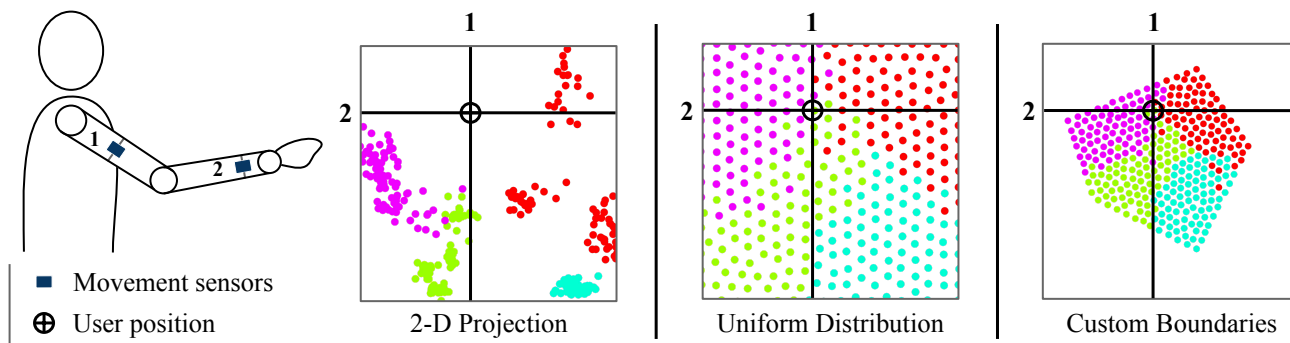 1
1
1
2
2
2
1
2
Movement sensors
User position
2-D Projection
Uniform Distribution
Custom Boundaries